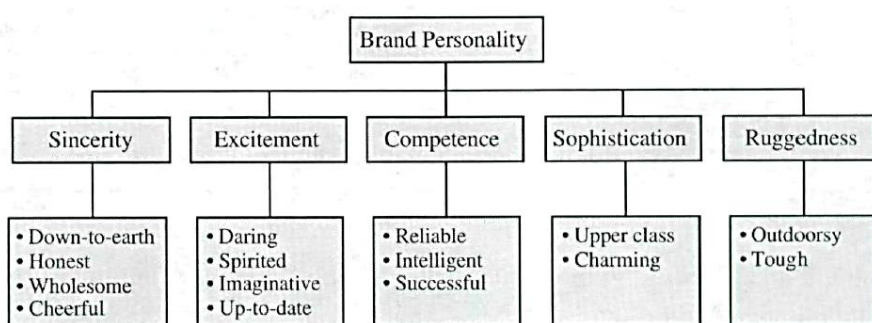 Brand Personality
Sincerity
Excitement
Competence
Sophistication
Ruggedness
• Down-to-earth
• Honest
• Wholesome
• Cheerful
• Daring
• Spirited
• Imaginative
• Up-to-date
• Reliable
• Intelligent
• Successful
• Upper class
• Charming
• Outdoorsy
• Tough